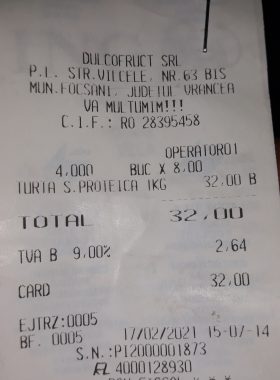 DULCOFRUCT SRL
P.L. STR.VILCELE, NR.63 BIS
MUN.FOCSANI, JUDETUL VRANCEA
VA MULTUMIM!!!
C.I.F.: RO 28395458
OPERATOR01
4,000 BUC X 8,00
TURTA S.PROTEICA 1KG 32,00 B
TOTAL 32,00
TVA B 9,00% 2,64
CARD 32,00
EJTRZ:0005
BF. 0005 17/02/2021 15-07-14
S.N.:PI2000001873
FL 4000128930